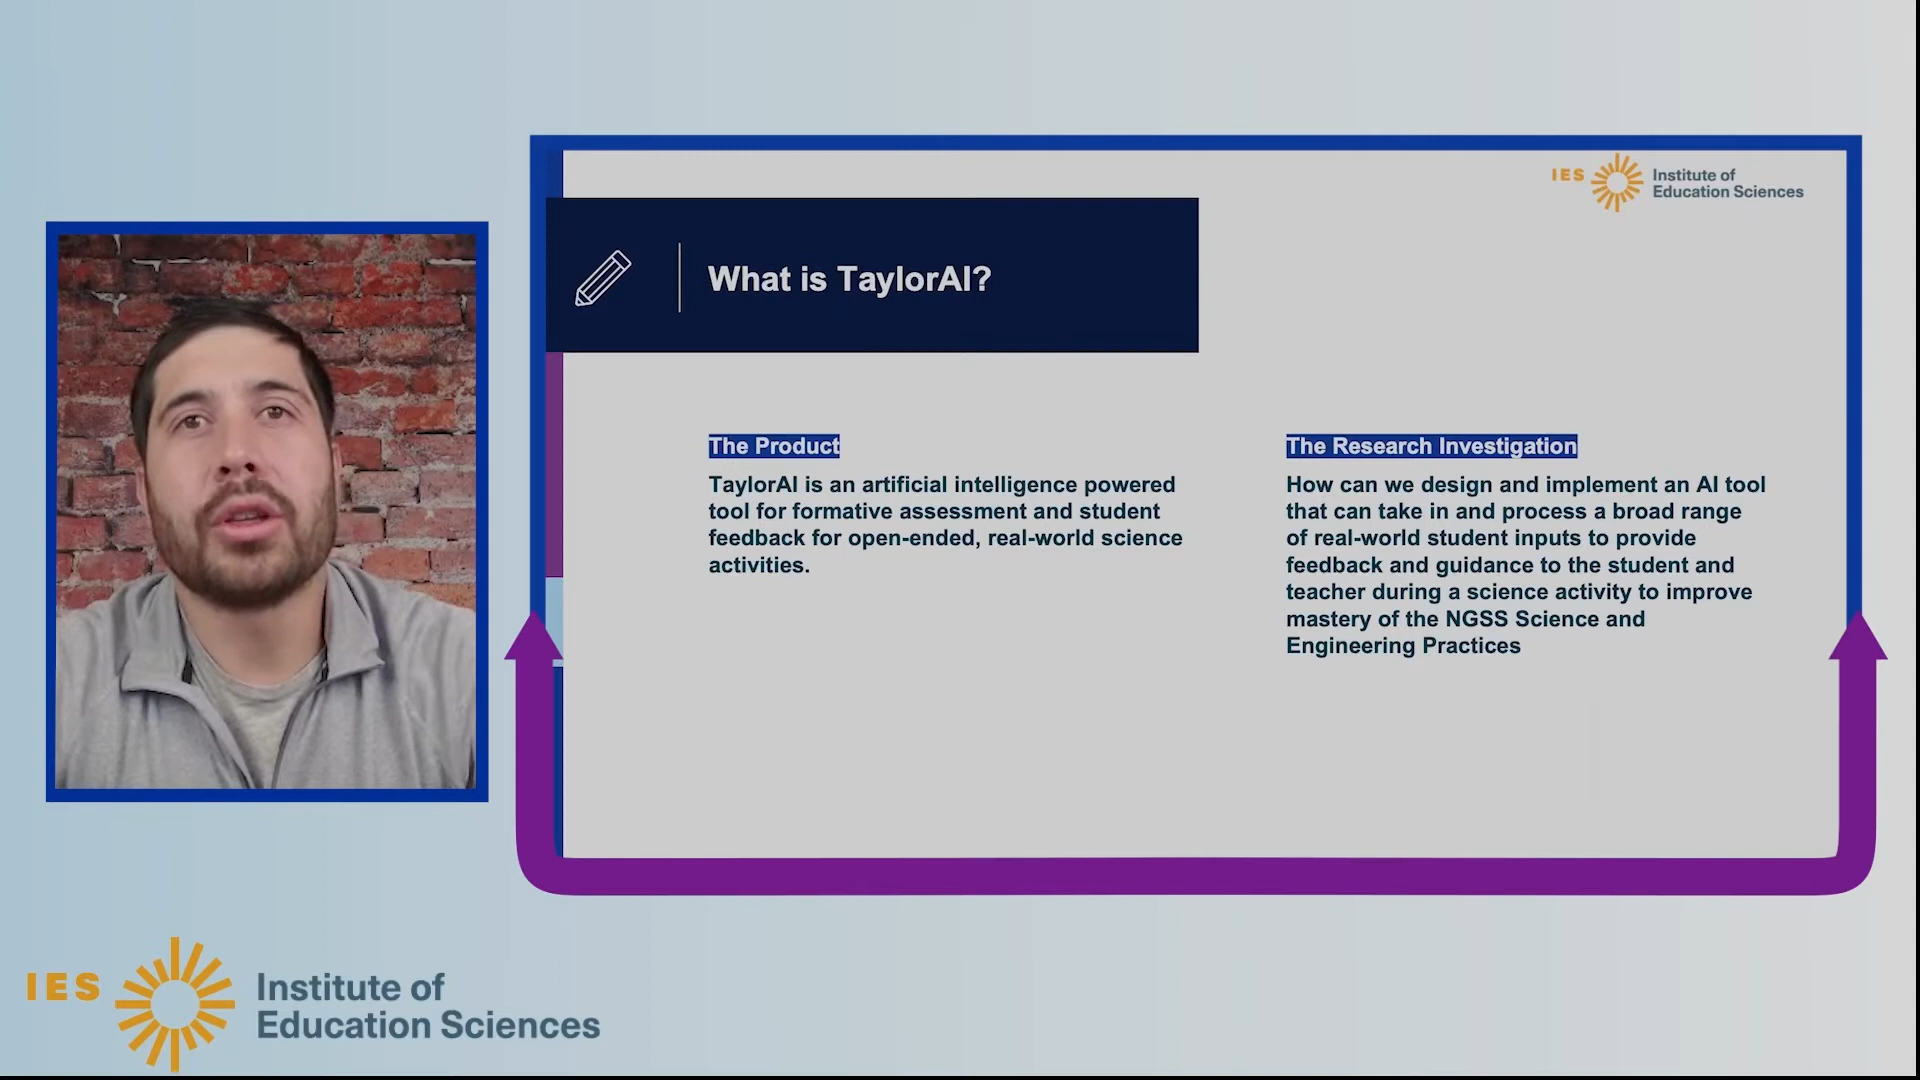 IES
Institute of
Education Sciences
What is TaylorAI?
The Product
TaylorAI is an artificial intelligence powered
tool for formative assessment and student
feedback for open-ended, real-world science
activities.
The Research Investigation
How can we design and implement an AI tool
that can take in and process a broad range
of real-world student inputs to provide
feedback and guidance to the student and
teacher during a science activity to improve
mastery of the NGSS Science and
Engineering Practices
IES
Institute of
Education Sciences